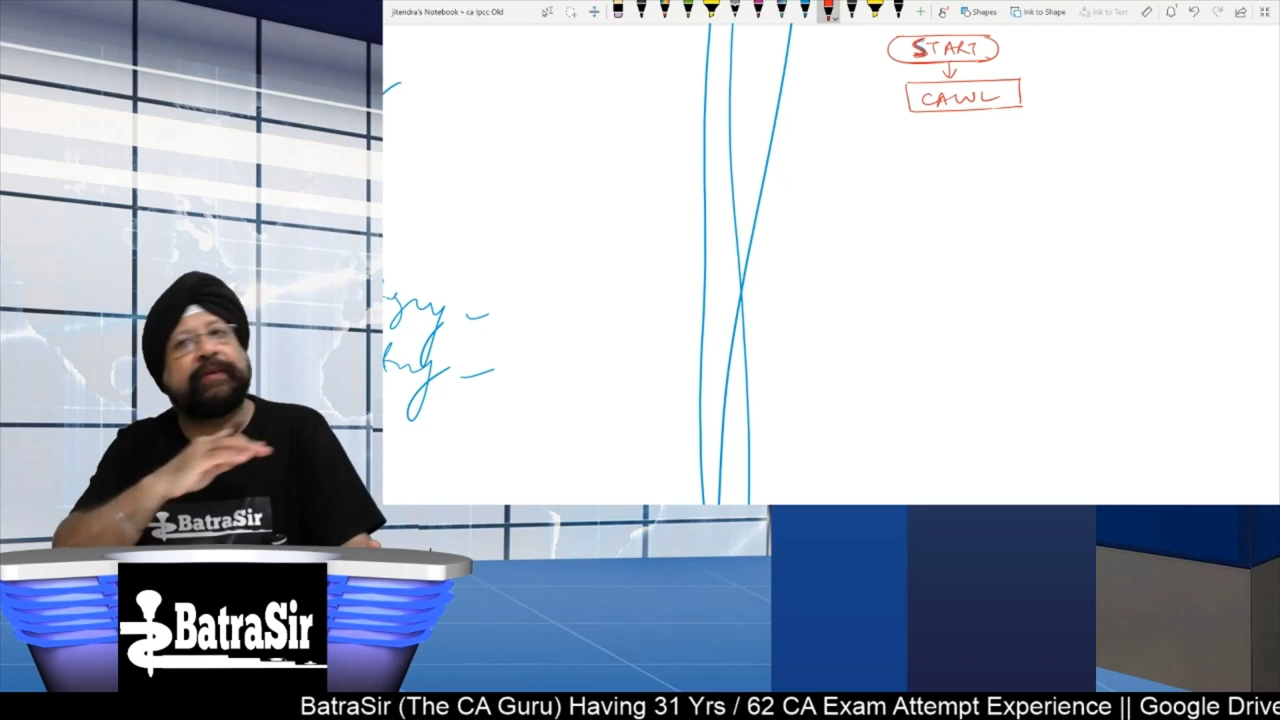 jitendra's Notebook > ca Ipcc Old
Shapes
Ink to Shape
Ink to Text
START
CAWL
BatraSir
BatraSir
BatraSir (The CA Guru) Having 31 Yrs / 62 CA Exam Attempt Experience || Google Drive